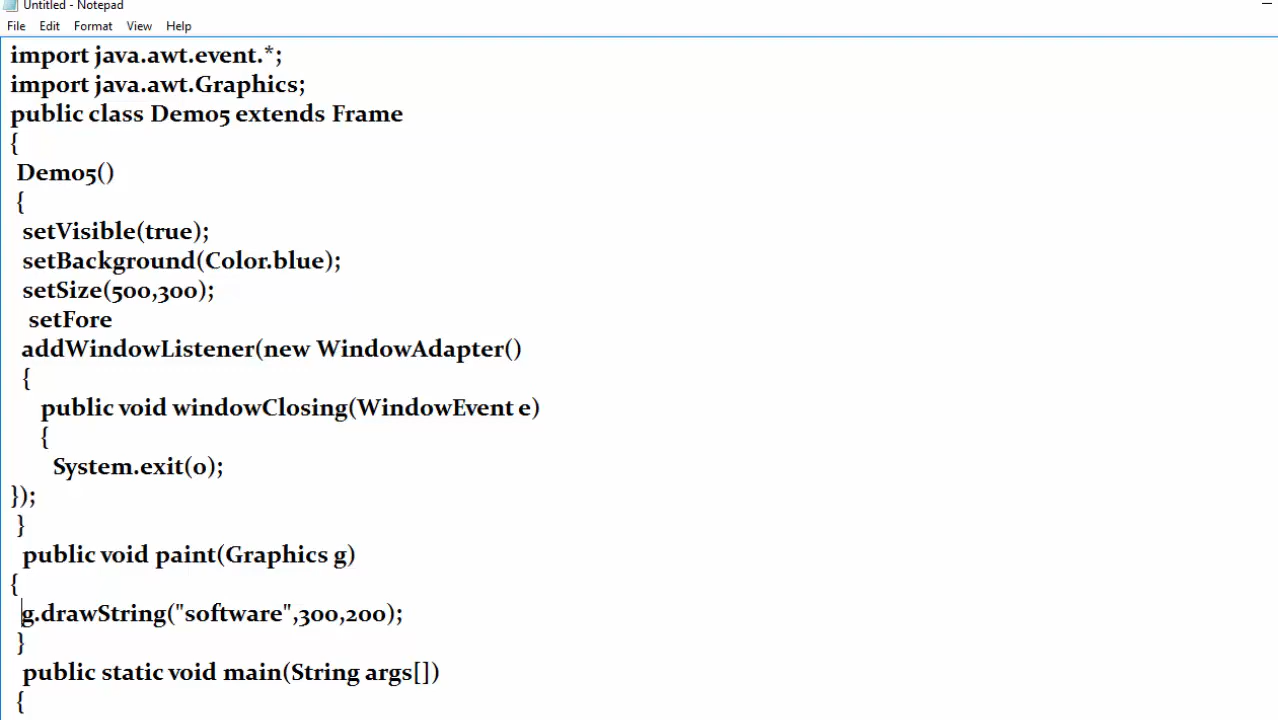 Untitled - Notepad
File Edit Format View Help
import java.awt.event.*;
import java.awt.Graphics;
public class Demo5 extends Frame
{
Demo5()
{
setVisible(true);
setBackground(Color.blue);
setSize(500,300);
setFore
addWindowListener(new WindowAdapter()
{
public void windowClosing(WindowEvent e)
{
System.exit(0);
});
}
public void paint(Graphics g)
{
g.drawString("software",300,200);
}
public static void main(String args[])
{